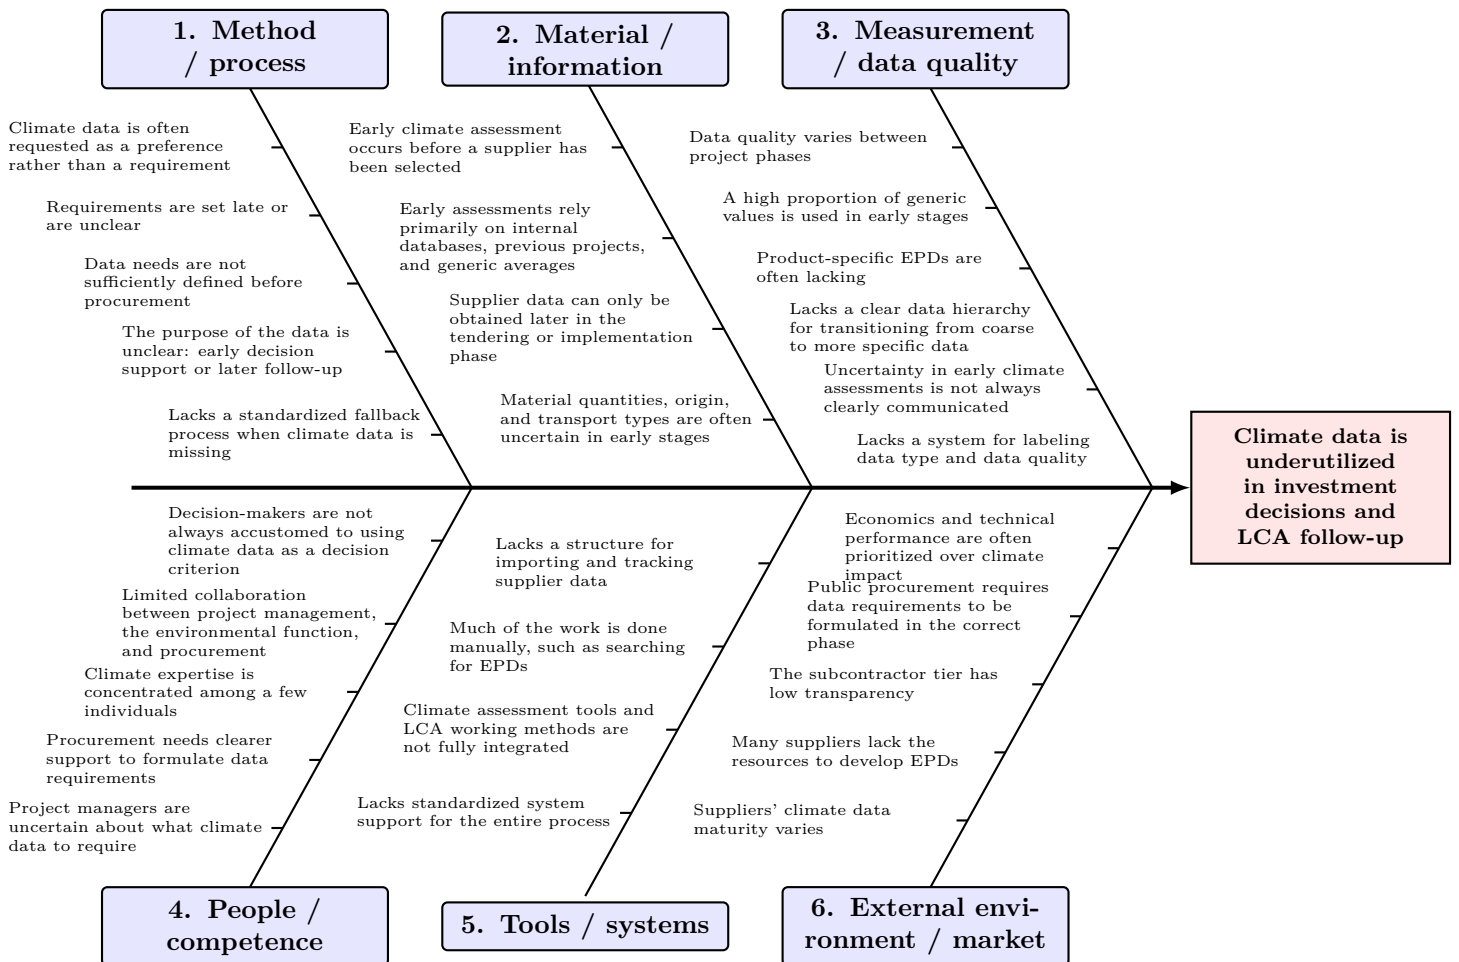 1. Method
/ process
2. Material /
information
3. Measurement
/ data quality
Climate data is often
requested as a preference
rather than a requirement
Requirements are set late or
are unclear
Data needs are not
sufficiently defined before
procurement
The purpose of the data is
unclear: early decision
support or later follow-up
Lacks a standardized fallback
process when climate data is
missing
Early climate assessment
occurs before a supplier has
been selected
Early assessments rely
primarily on internal
databases, previous projects,
and generic averages
Supplier data can only be
obtained later in the
tendering or implementation
phase
Material quantities, origin,
and transport types are often
uncertain in early stages
Data quality varies between
project phases
A high proportion of generic
values is used in early stages
Product-specific EPDs are
often lacking
Lacks a clear data hierarchy
for transitioning from coarse
to more specific data
Uncertainty in early climate
assessments is not always
clearly communicated
Lacks a system for labeling
data type and data quality
Climate data is
underutilized
in investment
decisions and
LCA follow-up
Decision-makers are not
always accustomed to using
climate data as a decision
criterion
Limited collaboration
between project management,
the environmental function,
and procurement
Climate expertise is
concentrated among a few
individuals
Procurement needs clearer
support to formulate data
requirements
Project managers are
uncertain about what climate
data to require
Lacks a structure for
importing and tracking
supplier data
Much of the work is done
manually, such as searching
for EPDs
Climate assessment tools and
LCA working methods are
not fully integrated
Lacks standardized system
support for the entire process
Economics and technical
performance are often
prioritized over climate
impact
Public procurement requires
data requirements to be
formulated in the correct
phase
The subcontractor tier has
low transparency
Many suppliers lack the
resources to develop EPDs
Suppliers' climate data
maturity varies
4. People /
competence
5. Tools / systems
6. External envi-
ronment / market